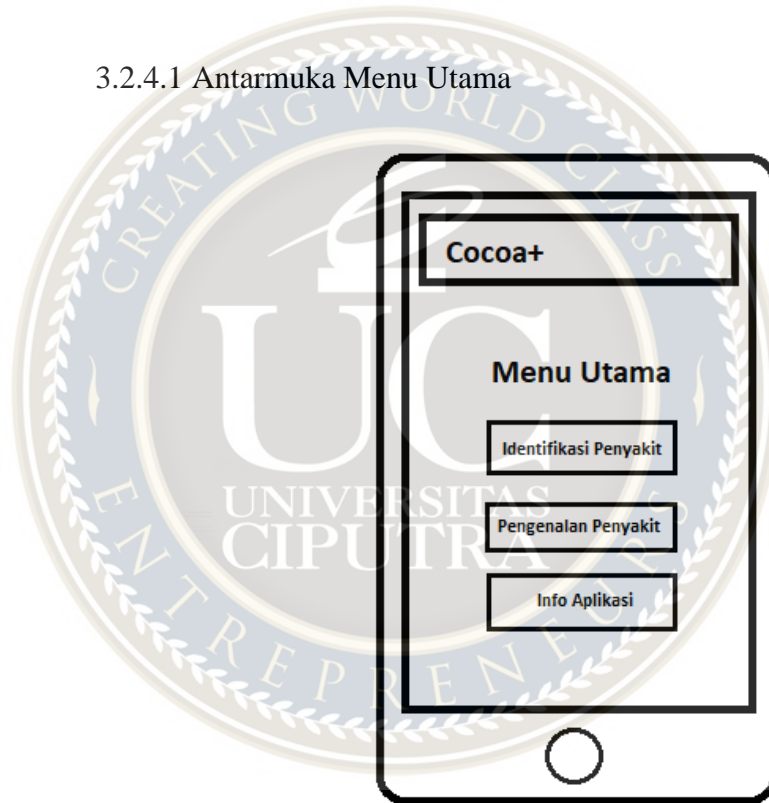 3.2.4.1 Antarmuka Menu Utama
CREATING WORLD CLASS
Cocoa+
UC
Menu Utama
Identifikasi Penyakit
UNIVERSITAS
CIPUTRA
Pengenalan Penyakit
Info Aplikasi
ENTREPRENEURS